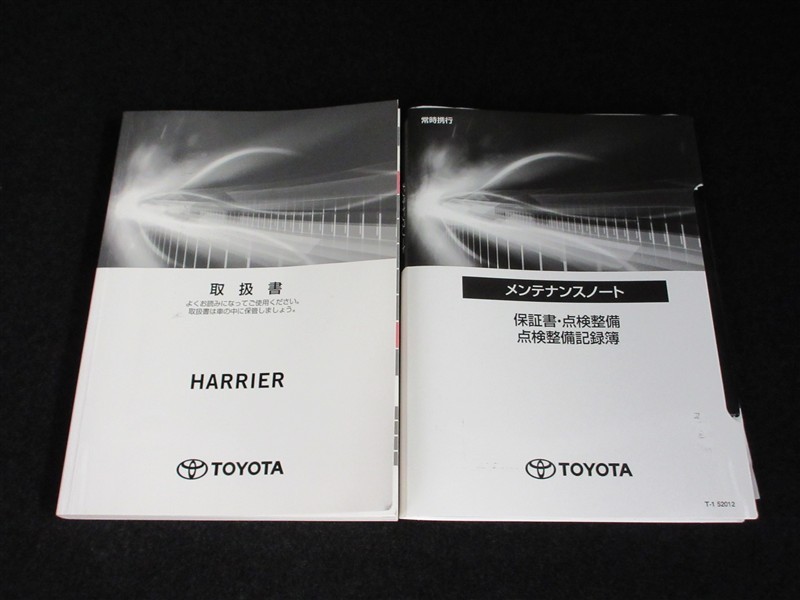 取扱書
よくお読みになってご使用ください。
取扱書は車の中に保管しましょう。
HARRIER
TOYOTA
常時携行
メンテナンスノート
保証書・点検整備
点検整備記録簿
TOYOTA
T-1 52012